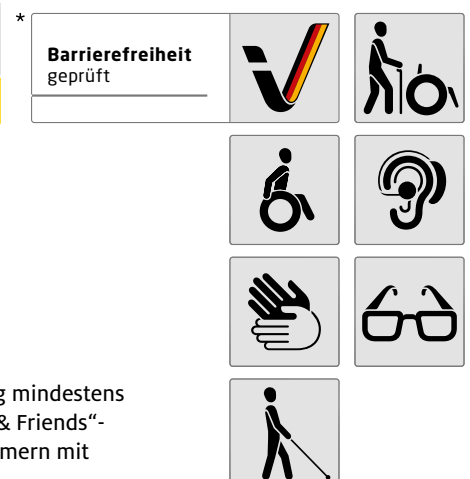 *
Barrierefreiheit
geprüft
g mindestens
& Friends“-
mern mit